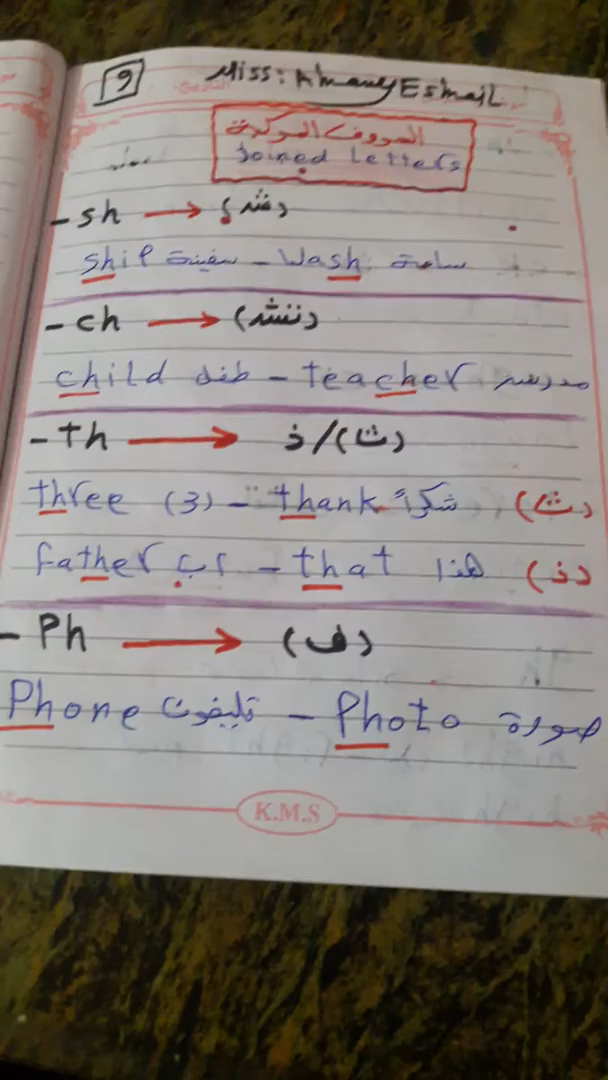 9
Miss: Amany Esmail
الحروف المركبة
Joined Letters
- sh → (ش)
ship سفينة - wash
- ch → (تش)
child طفل - teacher مدرس
- Th → ذ/(ث)
three (3) - thank شكراً (ث)
father أب - that هذا (ذ)
- Ph → (ف)
Phone تليفون - Photo صورة
K.M.S